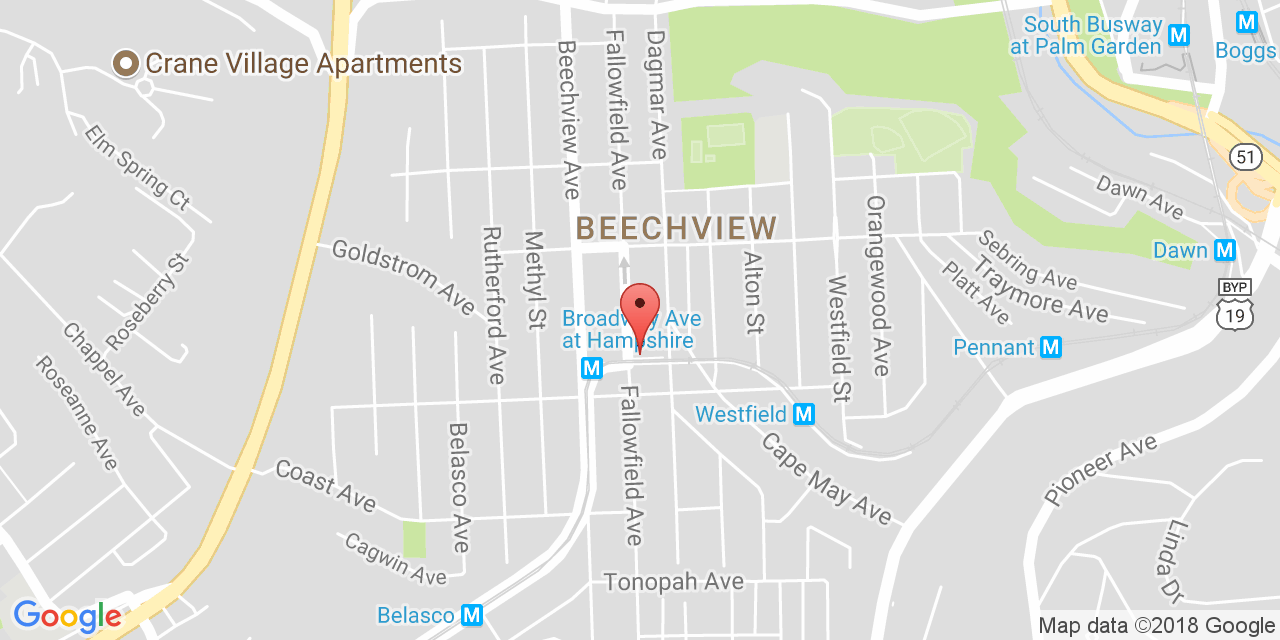 Crane Village Apartments
South Busway
at Palm Garden
M
M
Boggs
Beechview Ave
Fallowfield Ave
Dagmar Ave
51
Elm Spring Ct
Dawn Ave
BEECHVIEW
Orangewood Ave
Dawn M
Goldstrom Ave
Rutherford Ave
Methyl St
Alton St
Westfield St
Sebring Ave
Traymore Ave
Platt Ave
BYP
19
Roseberry St
Broadway Ave
at Hampshire
M
Pennant M
Chappel Ave
Roseanne Ave
Fallowfield Ave
Westfield M
Belasco Ave
Cape May Ave
Pioneer Ave
Coast Ave
Cagwin Ave
Linda Dr
Tonopah Ave
Belasco M
Google
Map data ©2018 Google